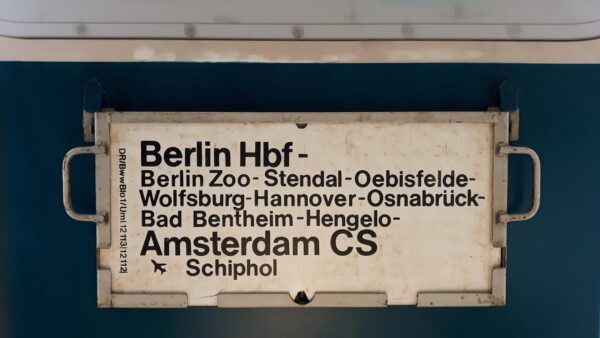 Berlin Hbf -
Berlin Zoo - Stendal - Oebisfelde-
Wolfsburg - Hannover - Osnabrück-
Bad Bentheim - Hengelo-
Amsterdam CS
Schiphol